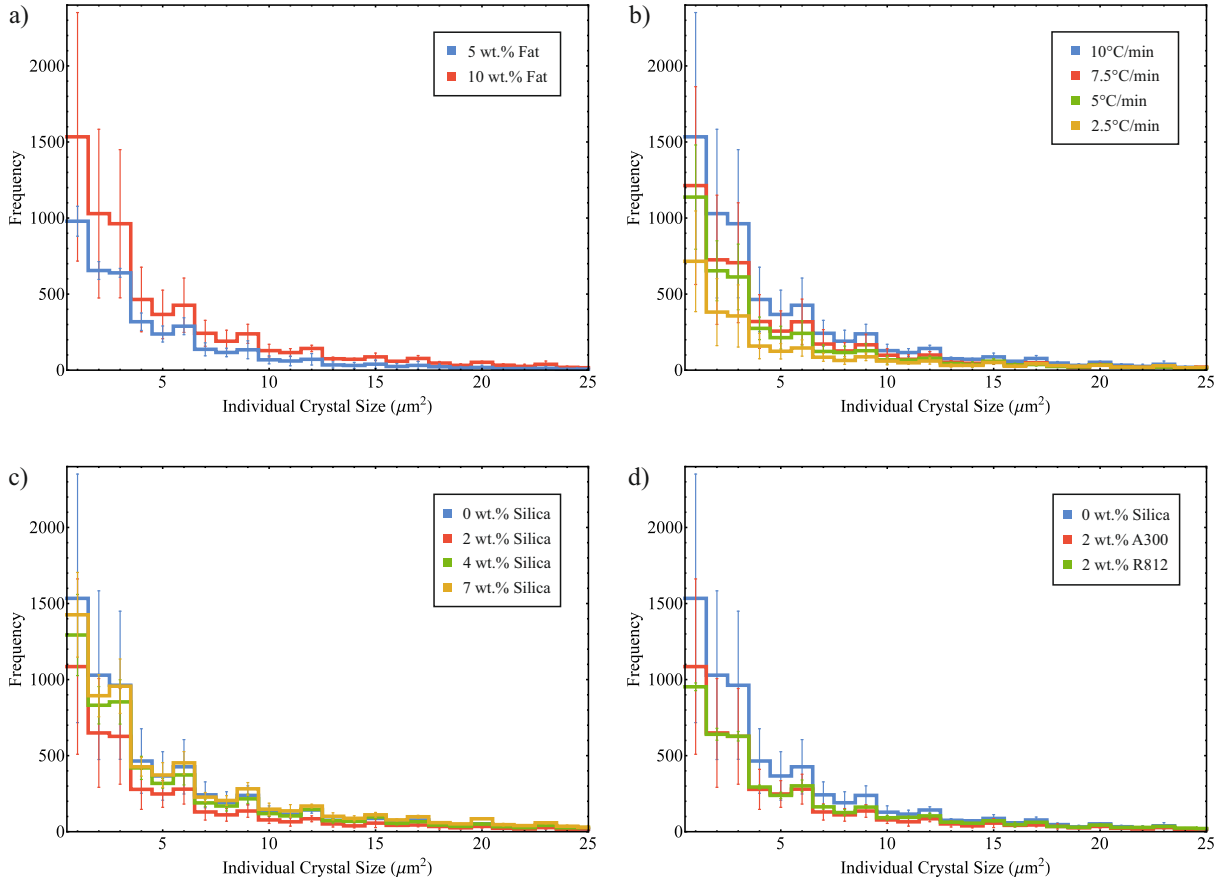 a)
2000
1500
1000
500
0
Frequency
5
10
15
20
25
Individual Crystal Size (μm²)
5 wt.% Fat
10 wt.% Fat
b)
2000
1500
1000
500
0
Frequency
5
10
15
20
25
Individual Crystal Size (μm²)
10°C/min
7.5°C/min
5°C/min
2.5°C/min
c)
2000
1500
1000
500
0
Frequency
5
10
15
20
25
Individual Crystal Size (μm²)
0 wt.% Silica
2 wt.% Silica
4 wt.% Silica
7 wt.% Silica
d)
2000
1500
1000
500
0
Frequency
5
10
15
20
25
Individual Crystal Size (μm²)
0 wt.% Silica
2 wt.% A300
2 wt.% R812